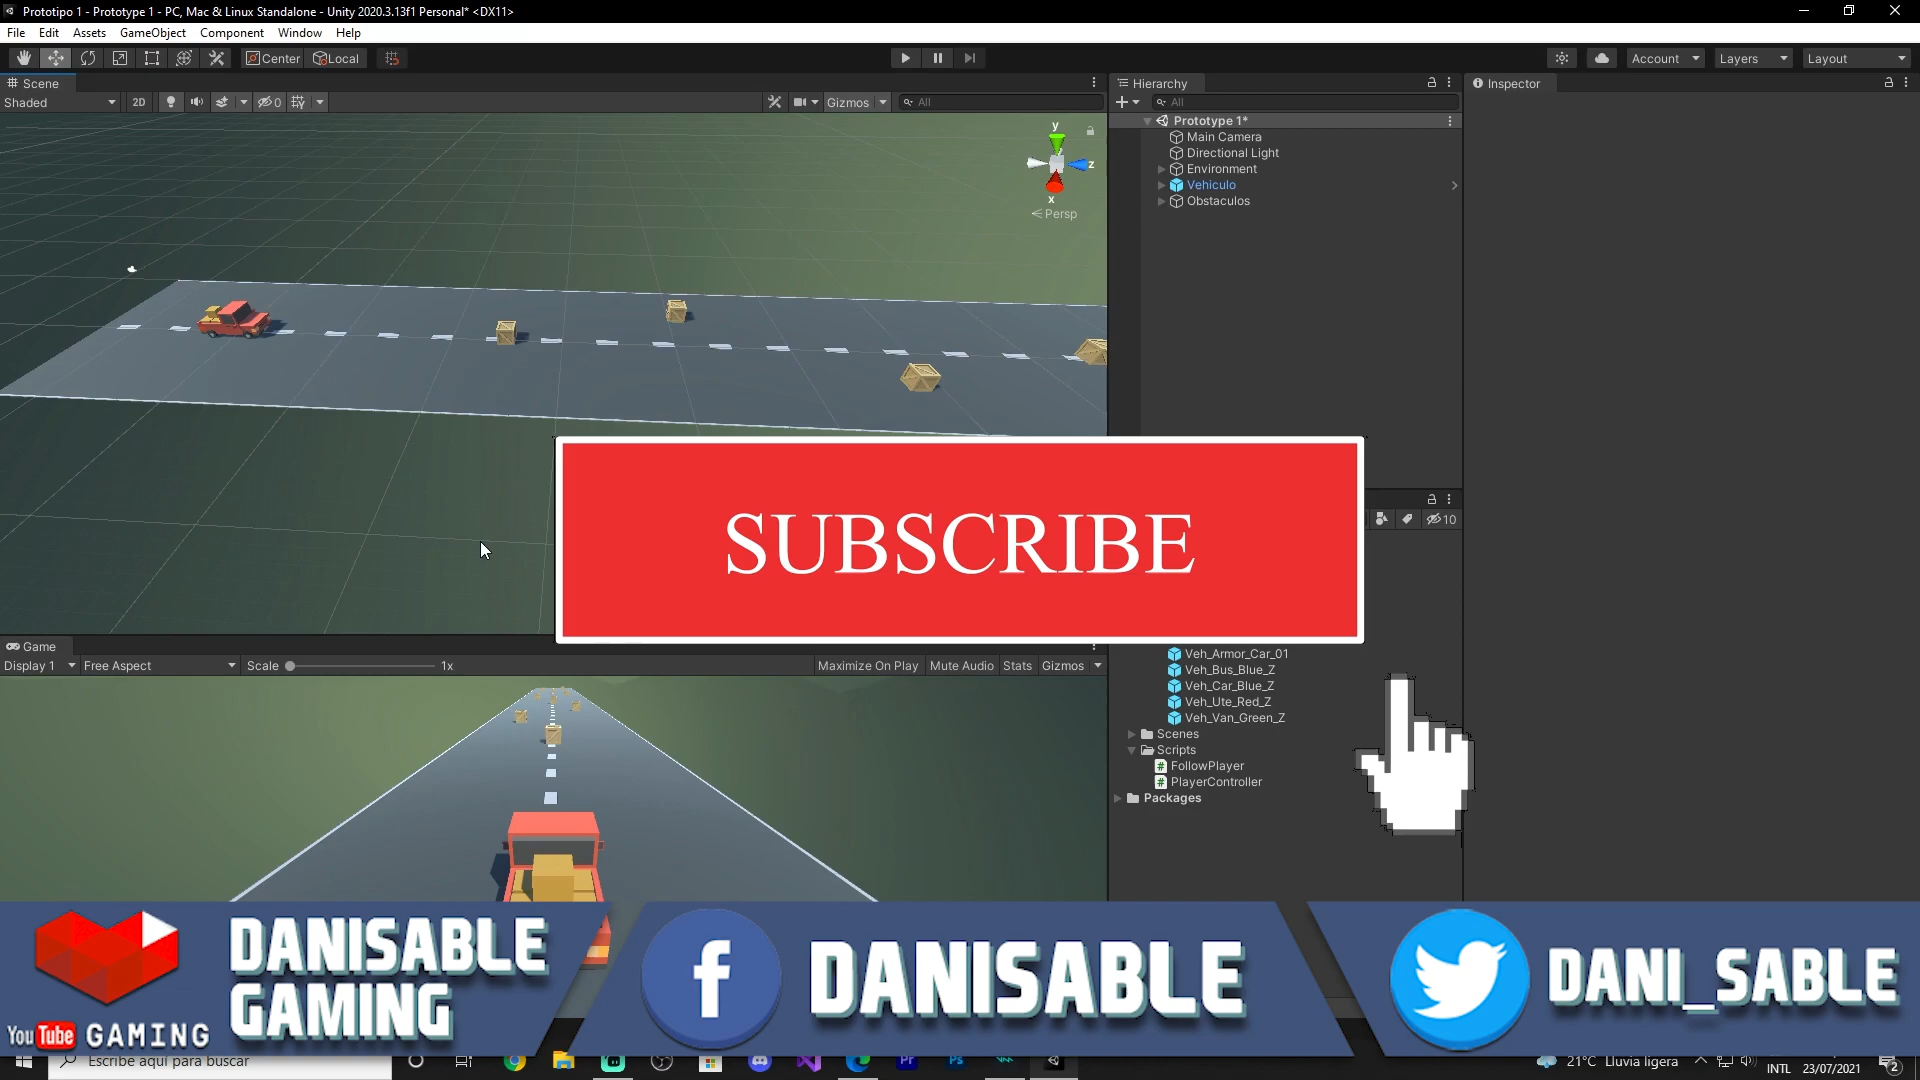 Prototipo 1 - Prototype 1 - PC, Mac & Linux Standalone - Unity 2020.3.13f1 Personal* <DX11>
File Edit Assets GameObject Component Window Help
Center Local
Account Layers Layout
Scene
Hierarchy
Inspector
Shaded 2D 0 Gizmos All
All
Prototype 1*
Main Camera
Directional Light
Environment
Vehiculo
Obstaculos
y
z
x
Persp
10
SUBSCRIBE
Game
Display 1 Free Aspect Scale 1x Maximize On Play Mute Audio Stats Gizmos
Veh_Armor_Car_01
Veh_Bus_Blue_Z
Veh_Car_Blue_Z
Veh_Ute_Red_Z
Veh_Van_Green_Z
Scenes
Scripts
FollowPlayer
PlayerController
Packages
YouTube GAMING
DANISABLE
GAMING
f DANISABLE
DANI_SABLE
Escribe aquí para buscar
Pr
Ps
21°C Lluvia ligera
INTL
23/07/2021
2